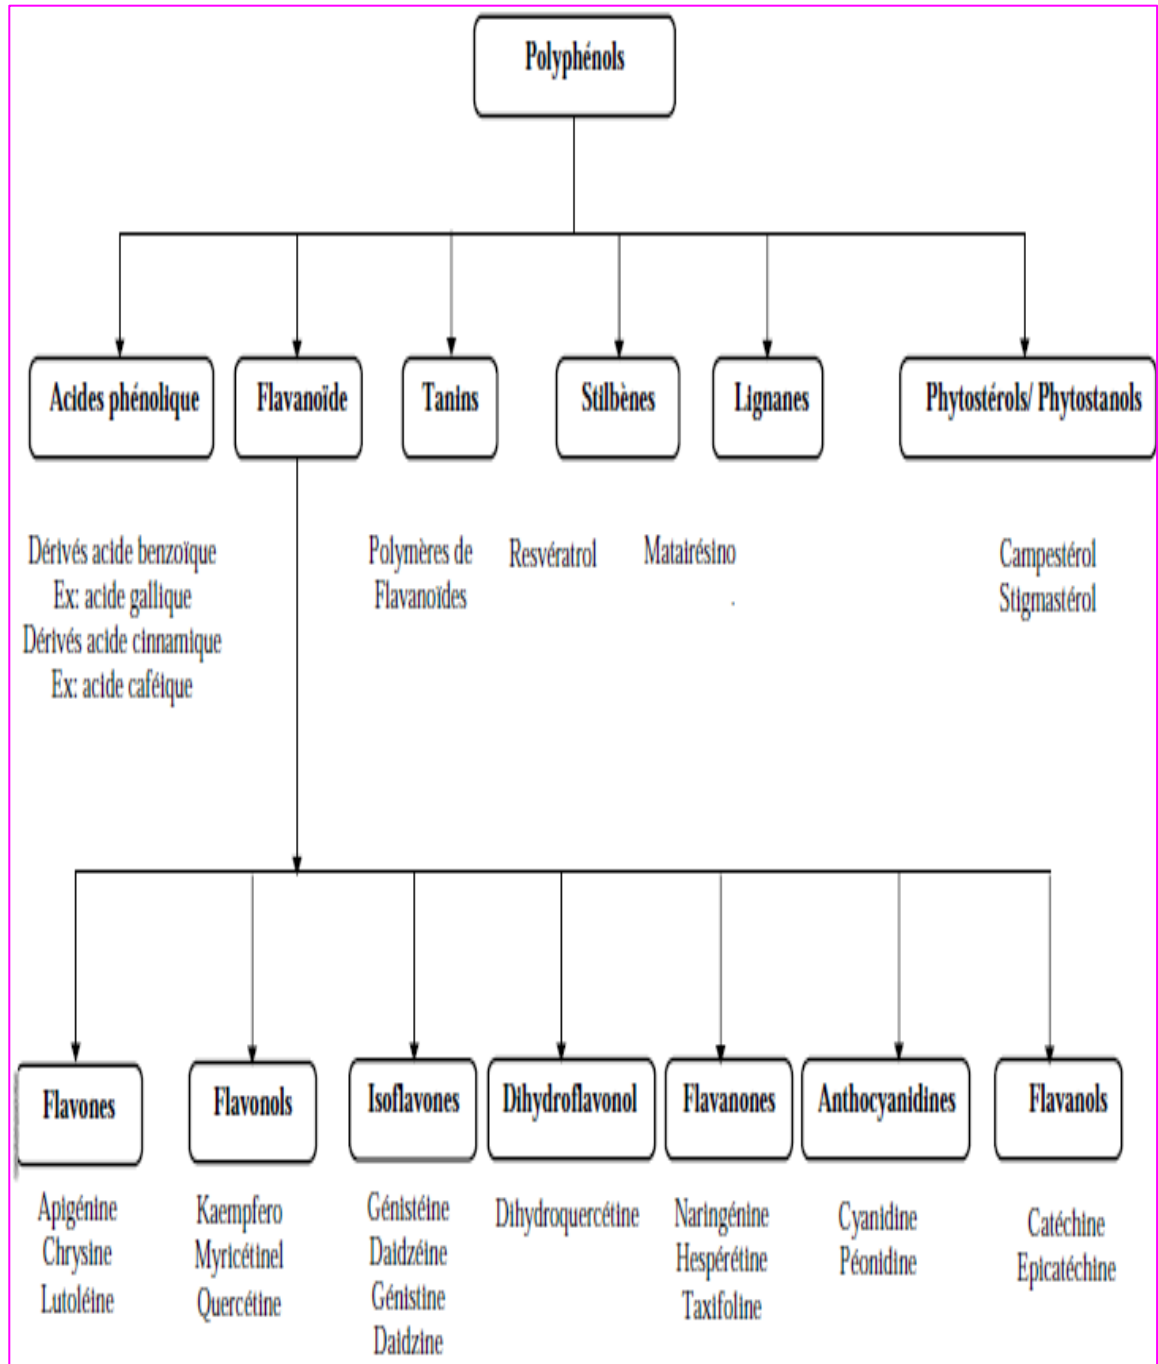 Polyphénols
Acides phénolique
Flavanoïde
Tanins
Stilbènes
Lignanes
Phytostérols/ Phytostanols
Dérivés acide benzoïque
Ex: acide gallique
Dérivés acide cinnamique
Ex: acide caféique
Polymères de
Flavanoïdes
Resvératrol
Matairésino
.
Campestérol
Stigmastérol
Flavones
Flavonols
Isoflavones
Dihydroflavonol
Flavanones
Anthocyanidines
Flavanols
Apigénine
Chrysine
Lutoléine
Kaempfero
Myricétinel
Quercétine
Génistéine
Daidzéine
Génistine
Daidzine
Dihydroquercétine
Naringénine
Hespérétine
Taxifoline
Cyanidine
Péonidine
Catéchine
Epicatéchine